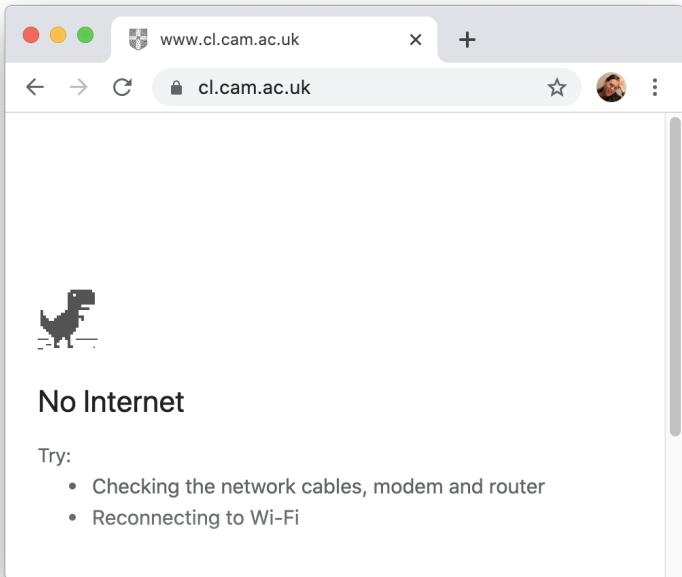 www.cl.cam.ac.uk
cl.cam.ac.uk
No Internet
Try:
Checking the network cables, modem and router
Reconnecting to Wi-Fi